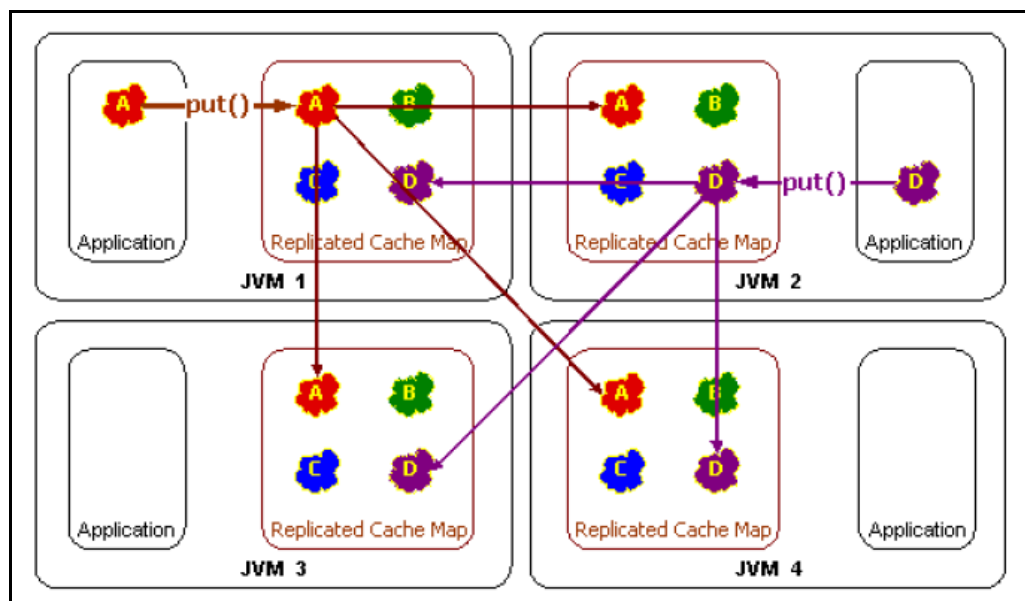 A put() A B
C D
Application Replicated Cache Map
JVM 1
A B
C D put() D
Replicated Cache Map Application
JVM 2
A B
C D
Application Replicated Cache Map
JVM 3
A B
C D
Replicated Cache Map Application
JVM 4